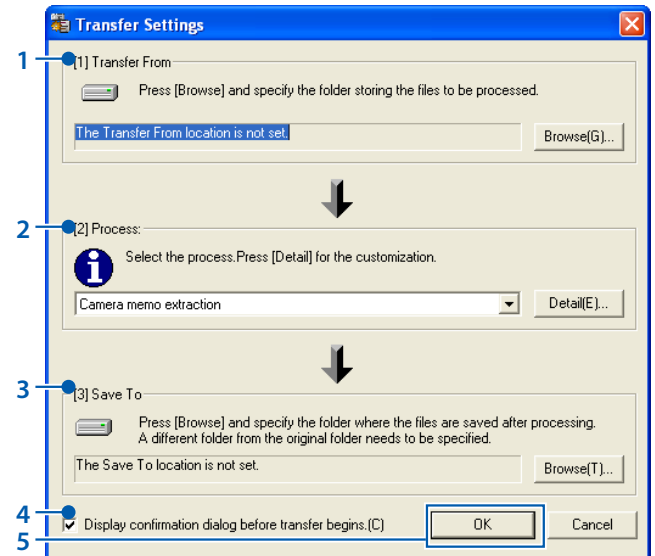 Transfer Settings
1
[1] Transfer From
Press [Browse] and specify the folder storing the files to be processed.
The Transfer From location is not set.
Browse(G)...
2
[2] Process:
Select the process.Press [Detail] for the customization.
Camera memo extraction
Detail(E)...
3
[3] Save To
Press [Browse] and specify the folder where the files are saved after processing.
A different folder from the original folder needs to be specified.
The Save To location is not set.
Browse(T)...
4
Display confirmation dialog before transfer begins.(C)
OK
Cancel
5